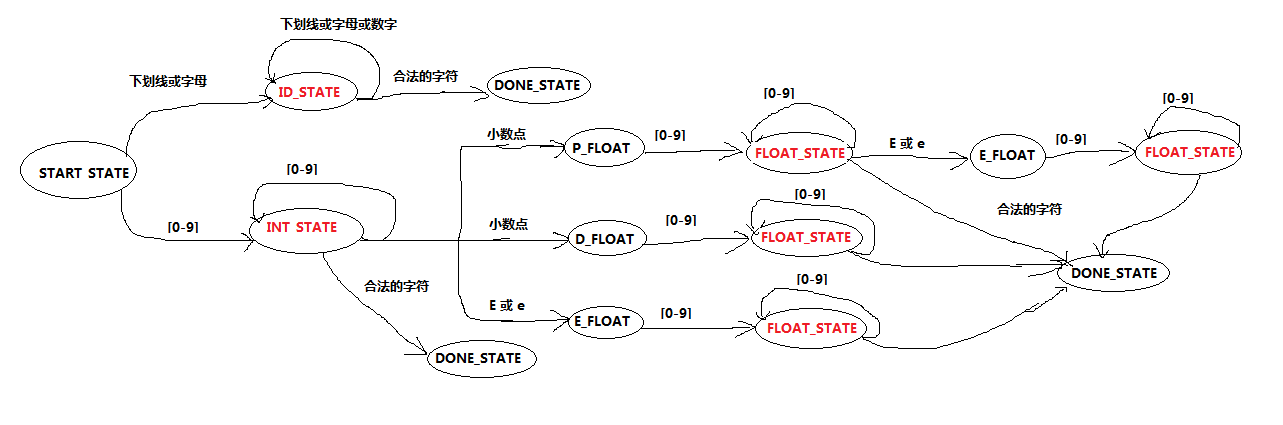 下划线或字母或数字
下划线或字母
ID_STATE
合法的字符
DONE_STATE
START STATE
[0-9]
[0-9]
INT STATE
合法的字符
DONE_STATE
小数点
P_FLOAT
[0-9]
[0-9]
FLOAT_STATE
E 或 e
E_FLOAT
[0-9]
[0-9]
FLOAT_STATE
小数点
D_FLOAT
[0-9]
[0-9]
FLOAT_STATE
合法的字符
DONE_STATE
E 或 e
E_FLOAT
[0-9]
[0-9]
FLOAT_STATE